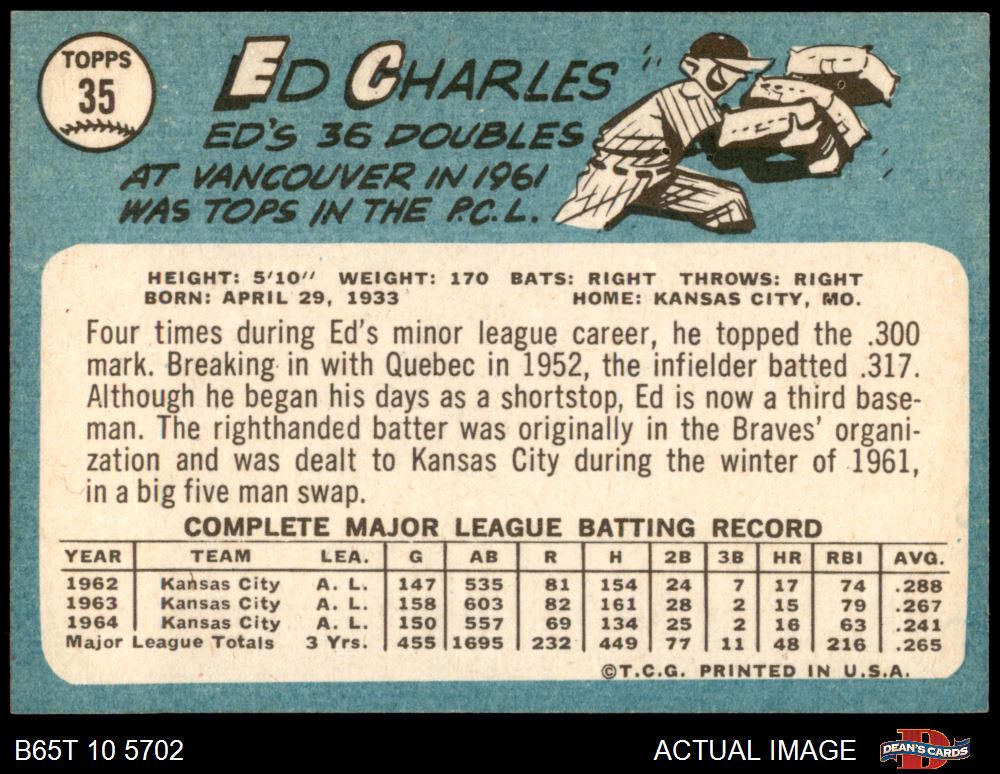 TOPPS
35
ED CHARLES
ED'S 36 DOUBLES
AT VANCOUVER IN 1961
WAS TOPS IN THE P.C.L.
HEIGHT: 5'10" WEIGHT: 170 BATS: RIGHT THROWS: RIGHT
BORN: APRIL 29, 1933 HOME: KANSAS CITY, MO.
Four times during Ed's minor league career, he topped the .300
mark. Breaking in with Quebec in 1952, the infielder batted .317.
Although he began his days as a shortstop, Ed is now a third base-
man. The righthanded batter was originally in the Braves' organi-
zation and was dealt to Kansas City during the winter of 1961,
in a big five man swap.
COMPLETE MAJOR LEAGUE BATTING RECORD
YEAR TEAM LEA. G AB R H 2B 3B HR RBI AVG.
1962 Kansas City A. L. 147 535 81 154 24 7 17 74 .288
1963 Kansas City A. L. 158 603 82 161 28 2 15 79 .267
1964 Kansas City A. L. 150 557 69 134 25 2 16 63 .241
Major League Totals 3 Yrs. 455 1695 232 449 77 11 48 216 .265
©T.C.G. PRINTED IN U.S.A.
B65T 10 5702 ACTUAL IMAGE DEAN'S CARDS